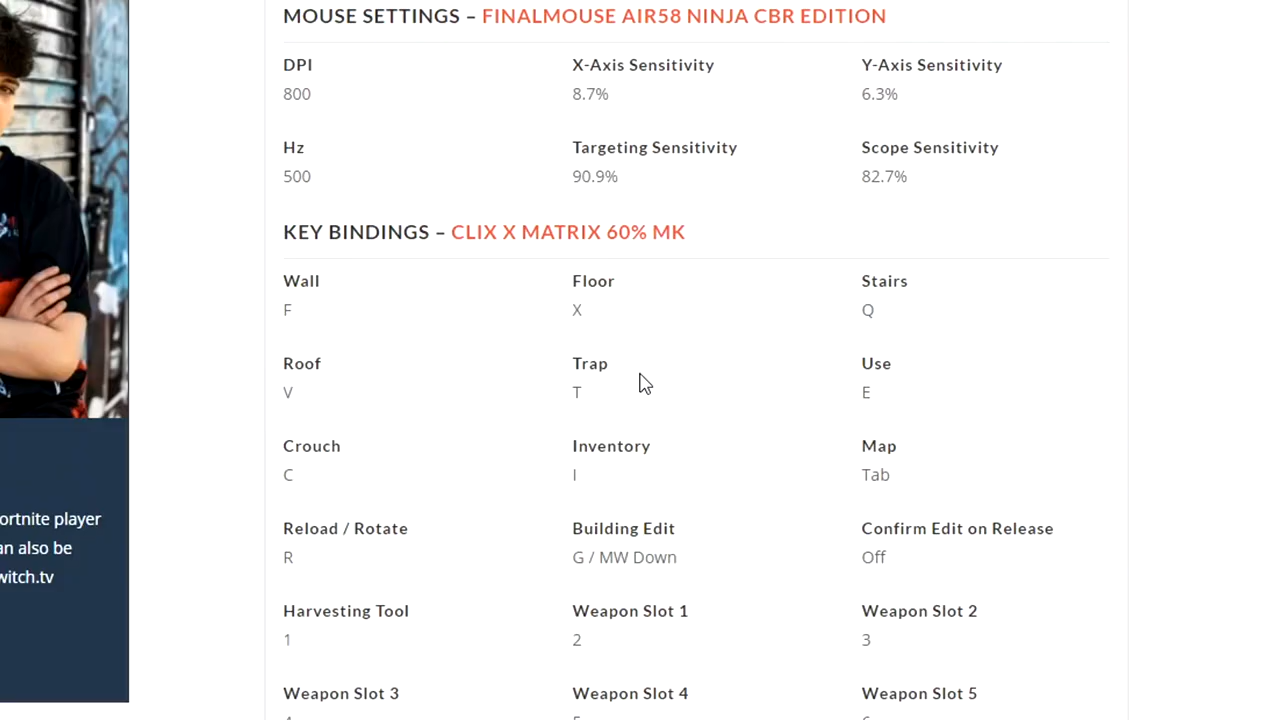 MOUSE SETTINGS – FINALMOUSE AIR58 NINJA CBR EDITION
DPI X-Axis Sensitivity Y-Axis Sensitivity
800 8.7% 6.3%
Hz Targeting Sensitivity Scope Sensitivity
500 90.9% 82.7%
KEY BINDINGS – CLIX X MATRIX 60% MK
Wall Floor Stairs
F X Q
Roof Trap Use
V T E
Crouch Inventory Map
C I Tab
Reload / Rotate Building Edit Confirm Edit on Release
R G / MW Down Off
Harvesting Tool Weapon Slot 1 Weapon Slot 2
1 2 3
Weapon Slot 3 Weapon Slot 4 Weapon Slot 5
ortnite player
an also be
witch.tv